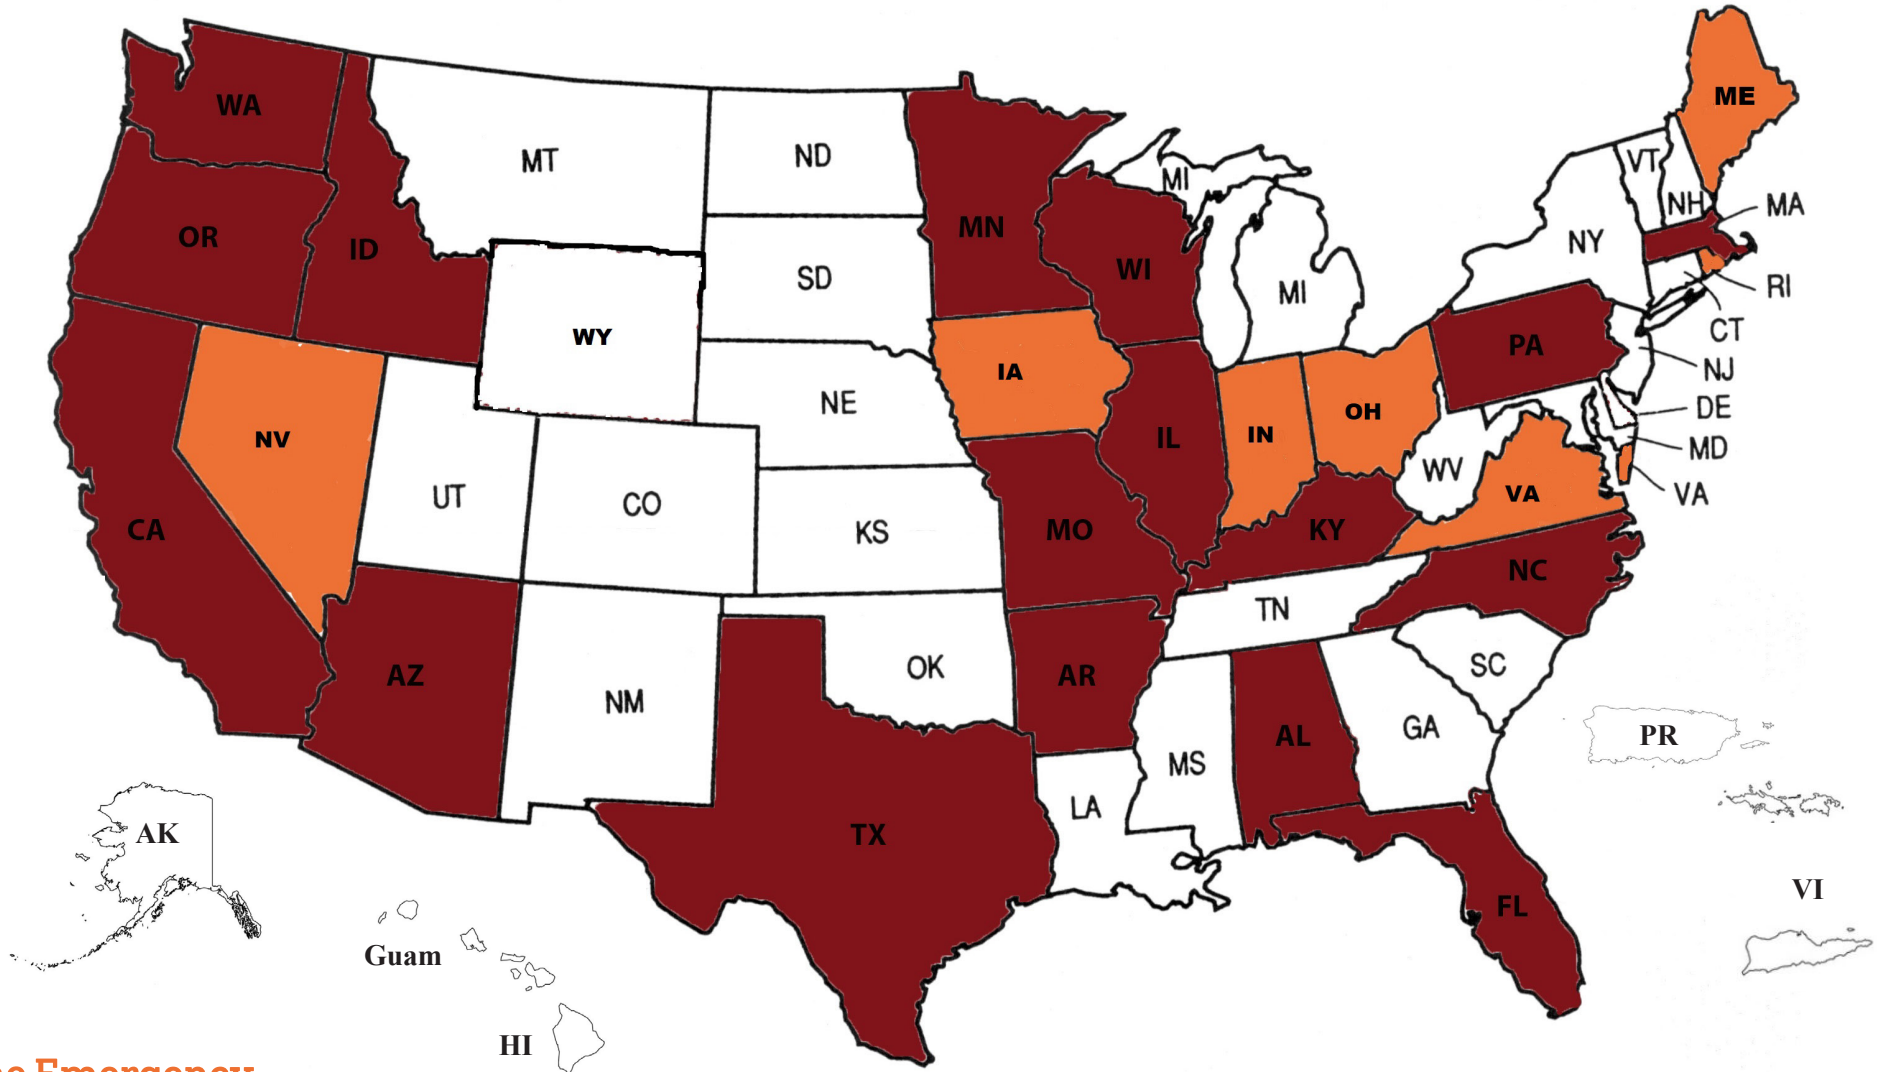 WA
MT
ND
MN
MI
VT
NH
ME
MA
OR
ID
SD
WI
MI
NY
RI
CT
WY
IA
NE
PA
NJ
DE
MD
VA
NV
UT
CO
KS
MO
IL
IN
OH
WV
VA
KY
CA
NC
TN
AZ
NM
OK
AR
SC
MS
AL
GA
PR
LA
TX
AK
VI
FL
Guam
HI
Emergency